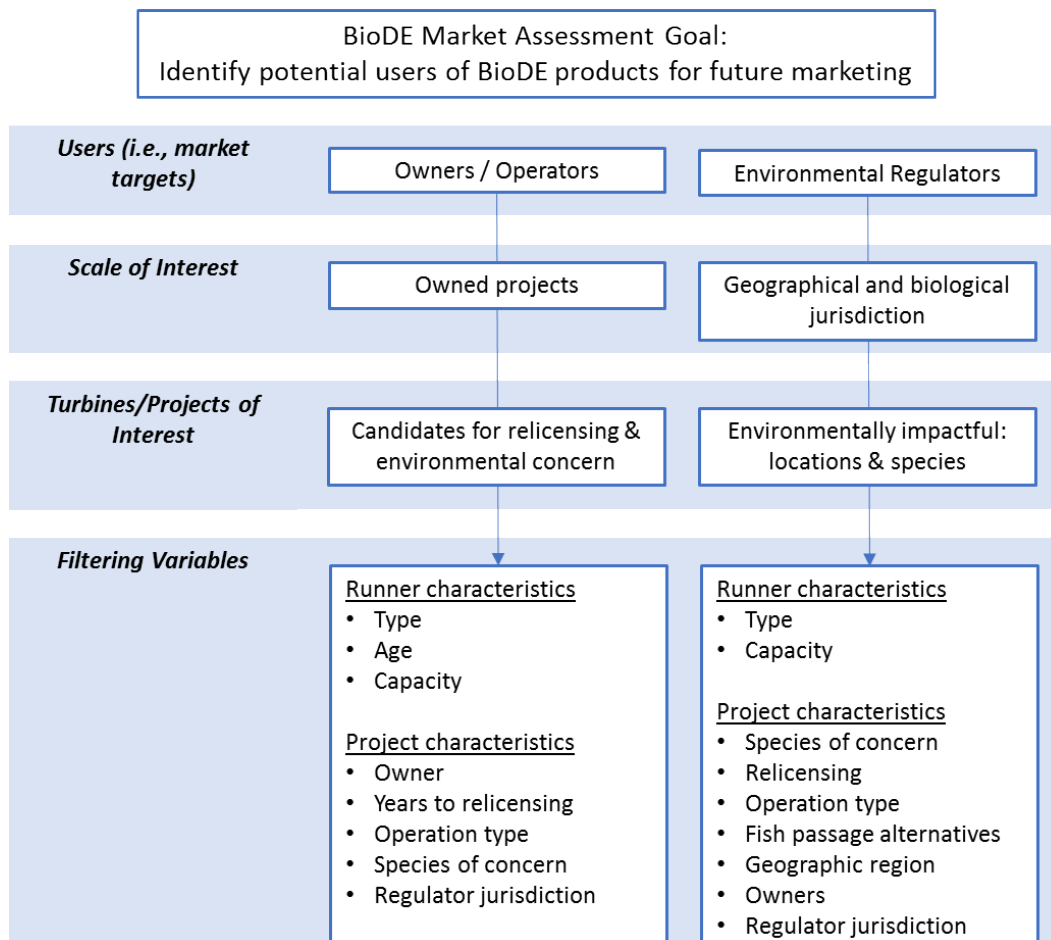 BioDE Market Assessment Goal:
Identify potential users of BioDE products for future marketing
Users (i.e., market
targets)
Owners / Operators
Environmental Regulators
Scale of Interest
Owned projects
Geographical and biological
jurisdiction
Turbines/Projects of
Interest
Candidates for relicensing &
environmental concern
Environmentally impactful:
locations & species
Filtering Variables
Runner characteristics
• Type
• Age
• Capacity
Project characteristics
• Owner
• Years to relicensing
• Operation type
• Species of concern
• Regulator jurisdiction
Runner characteristics
• Type
• Capacity
Project characteristics
• Species of concern
• Relicensing
• Operation type
• Fish passage alternatives
• Geographic region
• Owners
• Regulator jurisdiction